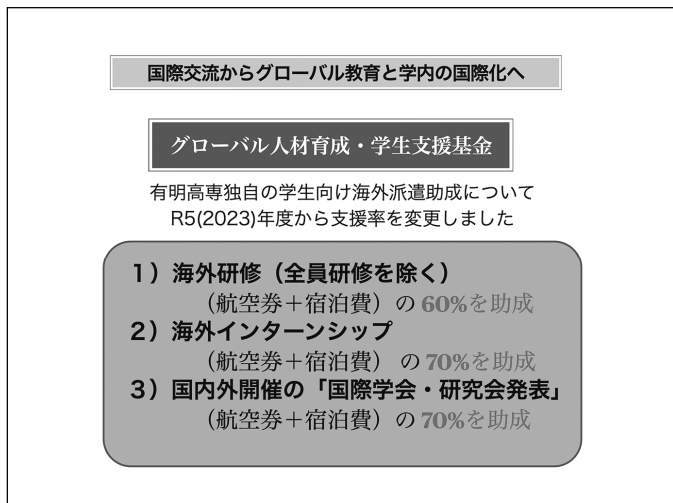 国際交流からグローバル教育と学内の国際化へ
グローバル人材育成・学生支援基金
有明高専独自の学生向け海外派遣助成について
R5(2023)年度から支援率を変更しました
１）海外研修（全員研修を除く）
（航空券＋宿泊費）の 60%を助成
２）海外インターンシップ
（航空券＋宿泊費） の 70%を助成
３）国内外開催の「国際学会・研究会発表」
（航空券＋宿泊費）の 70%を助成